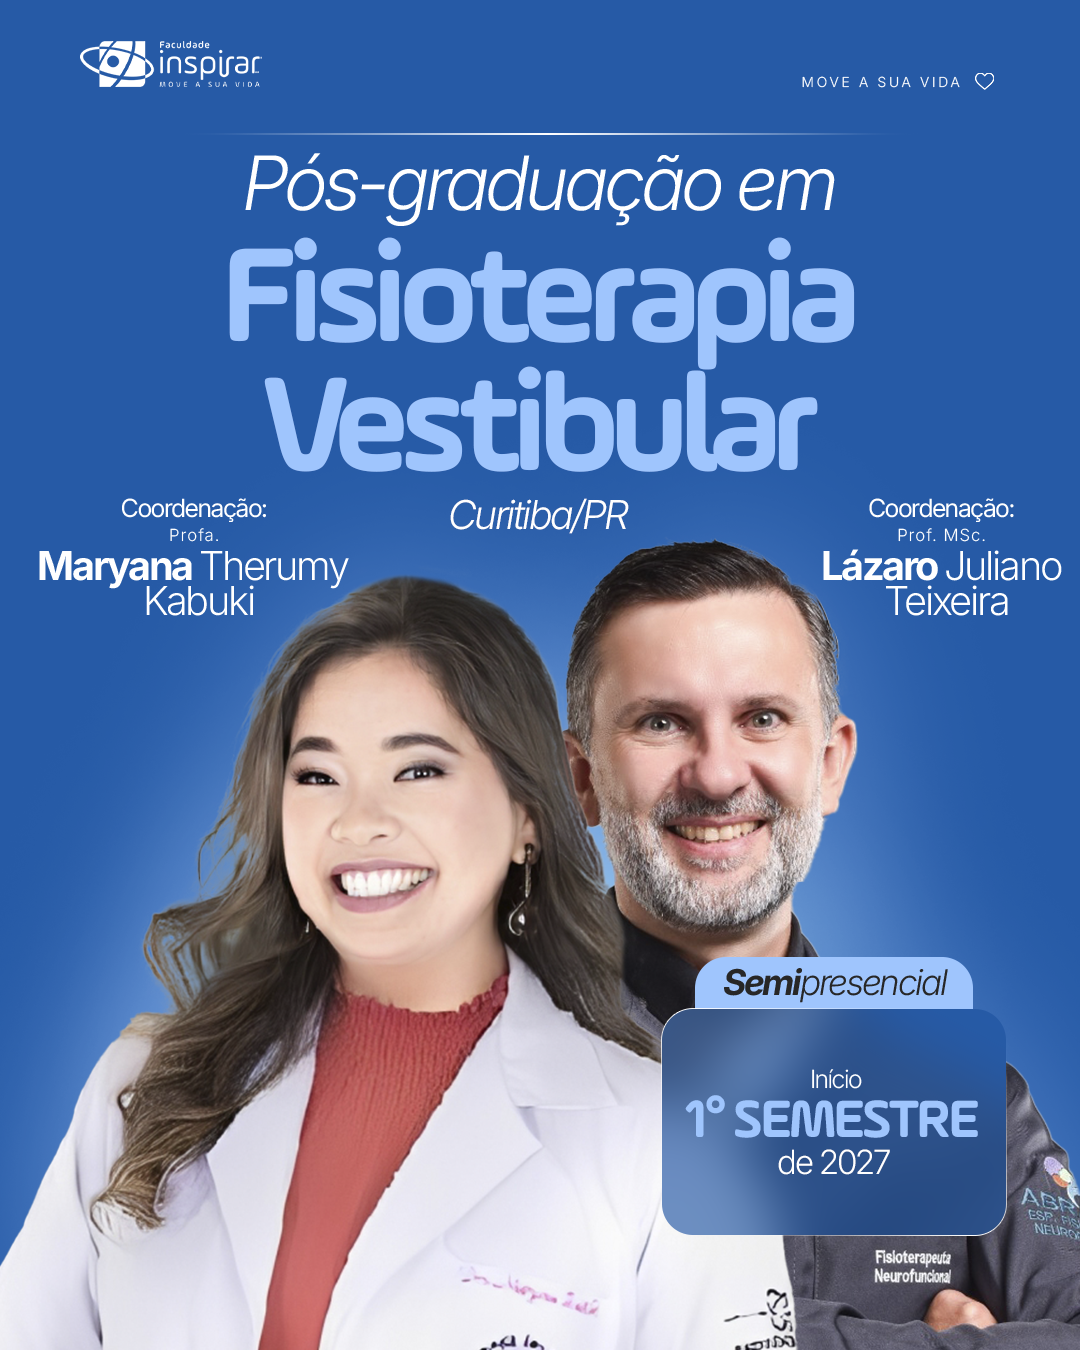 Faculdade
inspirar
MOVE A SUA VIDA
MOVE A SUA VIDA
Pós-graduação em
Fisioterapia
Vestibular
Curitiba/PR
Coordenação:
Profa.
Maryana Therumy
Kabuki
Coordenação:
Prof. MSc.
Lázaro Juliano
Teixeira
Semipresencial
Início
1° SEMESTRE
de 2027
Fisioterapeuta
Neurofuncional